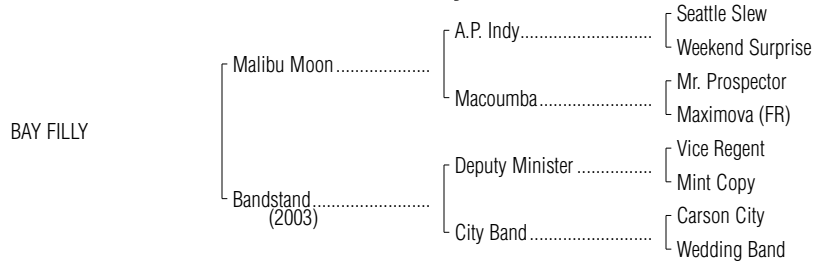 Seattle Slew
A.P. Indy..............................
Weekend Surprise
Malibu Moon.....................
Mr. Prospector
Macoumba.........................
Maximova (FR)
BAY FILLY
Vice Regent
Deputy Minister .................
Mint Copy
Bandstand..........................
(2003)
Carson City
City Band...........................
Wedding Band